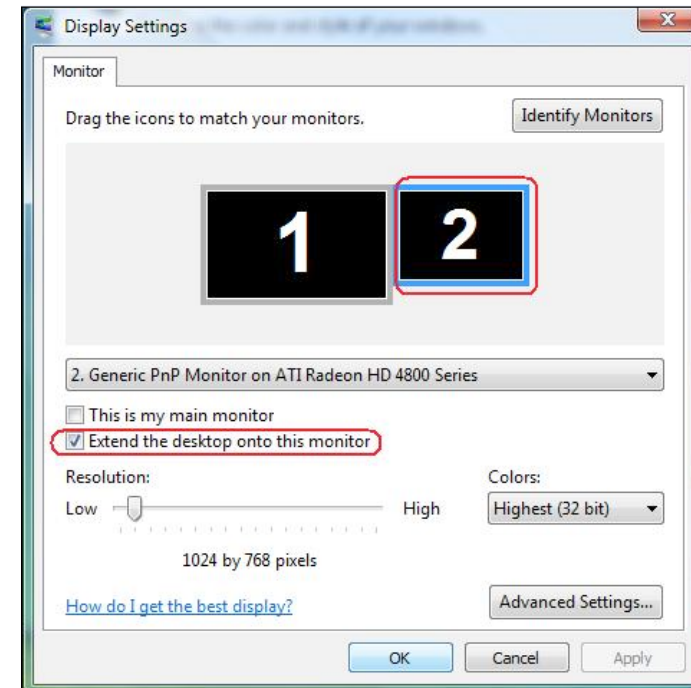 Display Settings
Monitor
Drag the icons to match your monitors.
Identify Monitors
1
2
2. Generic PnP Monitor on ATI Radeon HD 4800 Series
This is my main monitor
Extend the desktop onto this monitor
Resolution:
Colors:
Low
High
Highest (32 bit)
1024 by 768 pixels
How do I get the best display?
Advanced Settings...
OK
Cancel
Apply